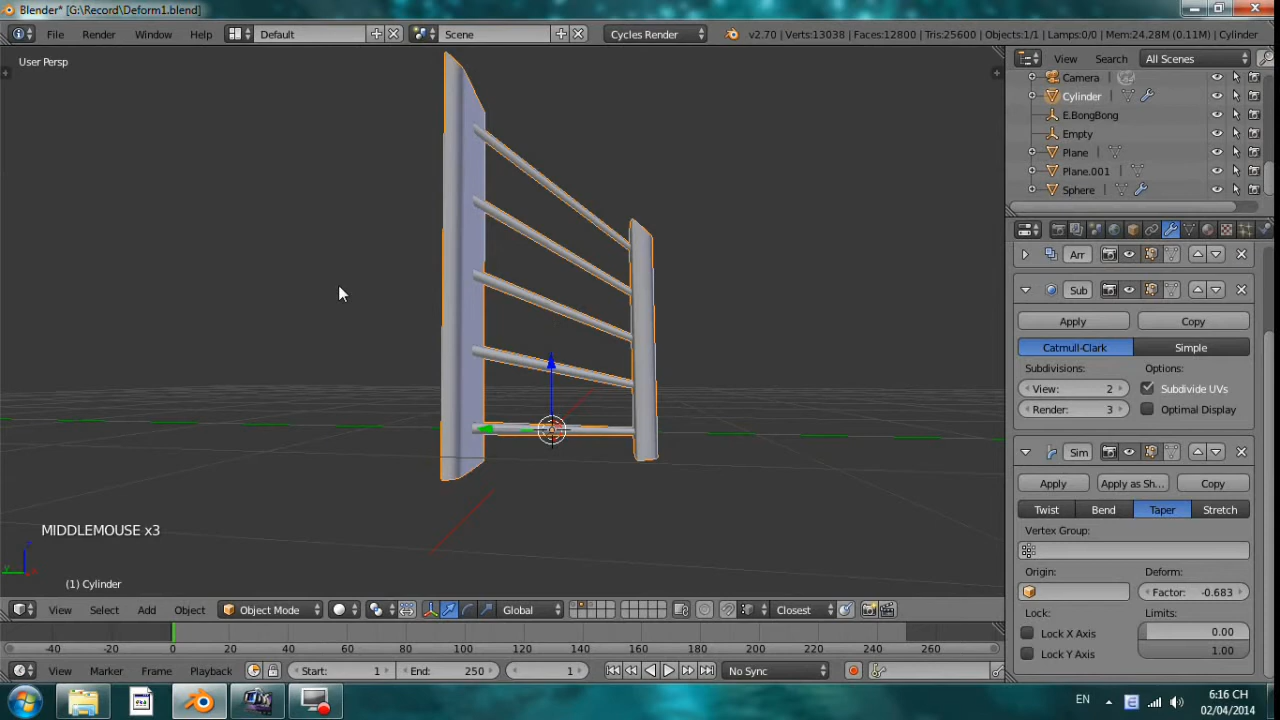 Blender* [G:\Record\Deform1.blend]
File Render Window Help Default Scene Cycles Render v2.70 | Verts:13038 | Faces:12800 | Tris:25600 | Objects:1/1 | Lamps:0/0 | Mem:24.28M (0.11M) | Cylinder
User Persp
View Search All Scenes
Camera
Cylinder
E.BongBong
Empty
Plane
Plane.001
Sphere
Arr
Sub
Apply Copy
Catmull-Clark Simple
Subdivisions: Options:
View: 2 Subdivide UVs
Render: 3 Optimal Display
Sim
Apply Apply as Sh... Copy
Twist Bend Taper Stretch
Vertex Group:
Origin: Deform:
Factor: -0.683
Lock: Limits:
Lock X Axis 0.00
Lock Y Axis 1.00
MIDDLEMOUSE x3
z
y x
(1) Cylinder
View Select Add Object Object Mode Global Closest
-40 -20 0 20 40 60 80 100 120 140 160 180 200 220 240 260
View Marker Frame Playback Start: 1 End: 250 1 No Sync
EN 6:16 CH
02/04/2014